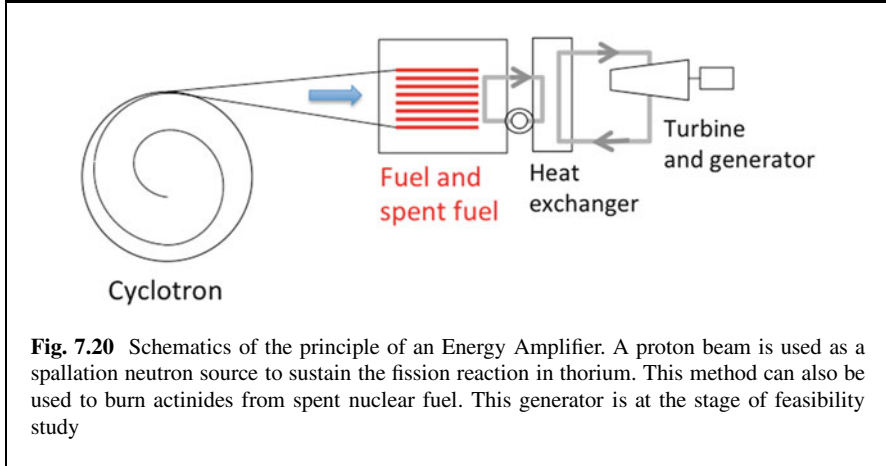 Fuel and
spent fuel
Heat
exchanger
Turbine
and generator
Cyclotron
Fig. 7.20 Schematics of the principle of an Energy Amplifier. A proton beam is used as a
spallation neutron source to sustain the fission reaction in thorium. This method can also be
used to burn actinides from spent nuclear fuel. This generator is at the stage of feasibility
study